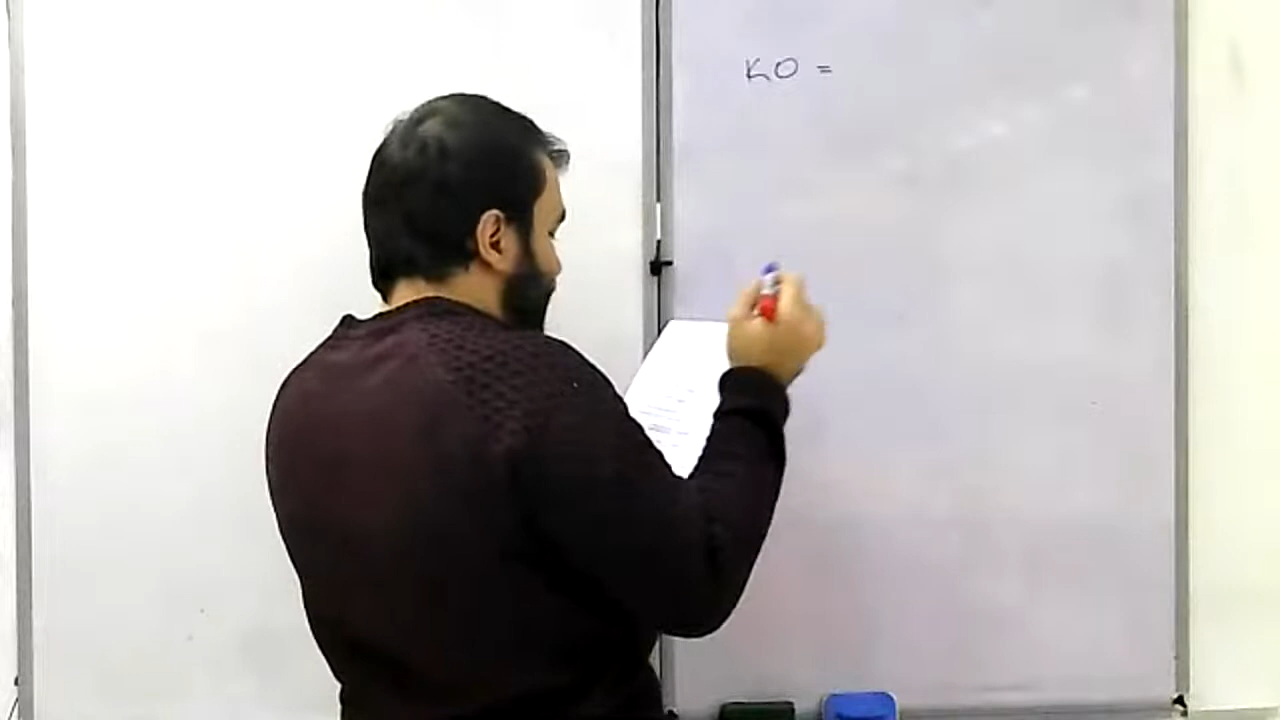 KO =